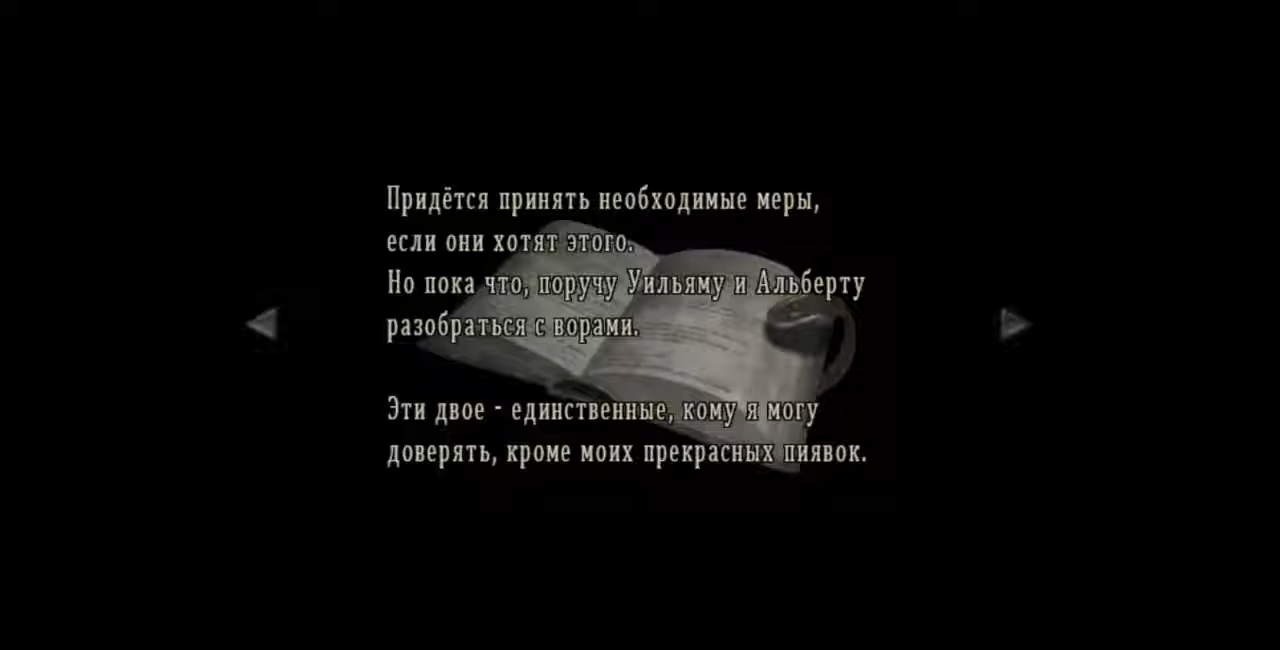 Придётся принять необходимые меры,
если они хотят этого.
Но пока что, поручу Уильяму и Альберту
разобраться с ворами.
Эти двое - единственные, кому я могу
доверять, кроме моих прекрасных пиявок.